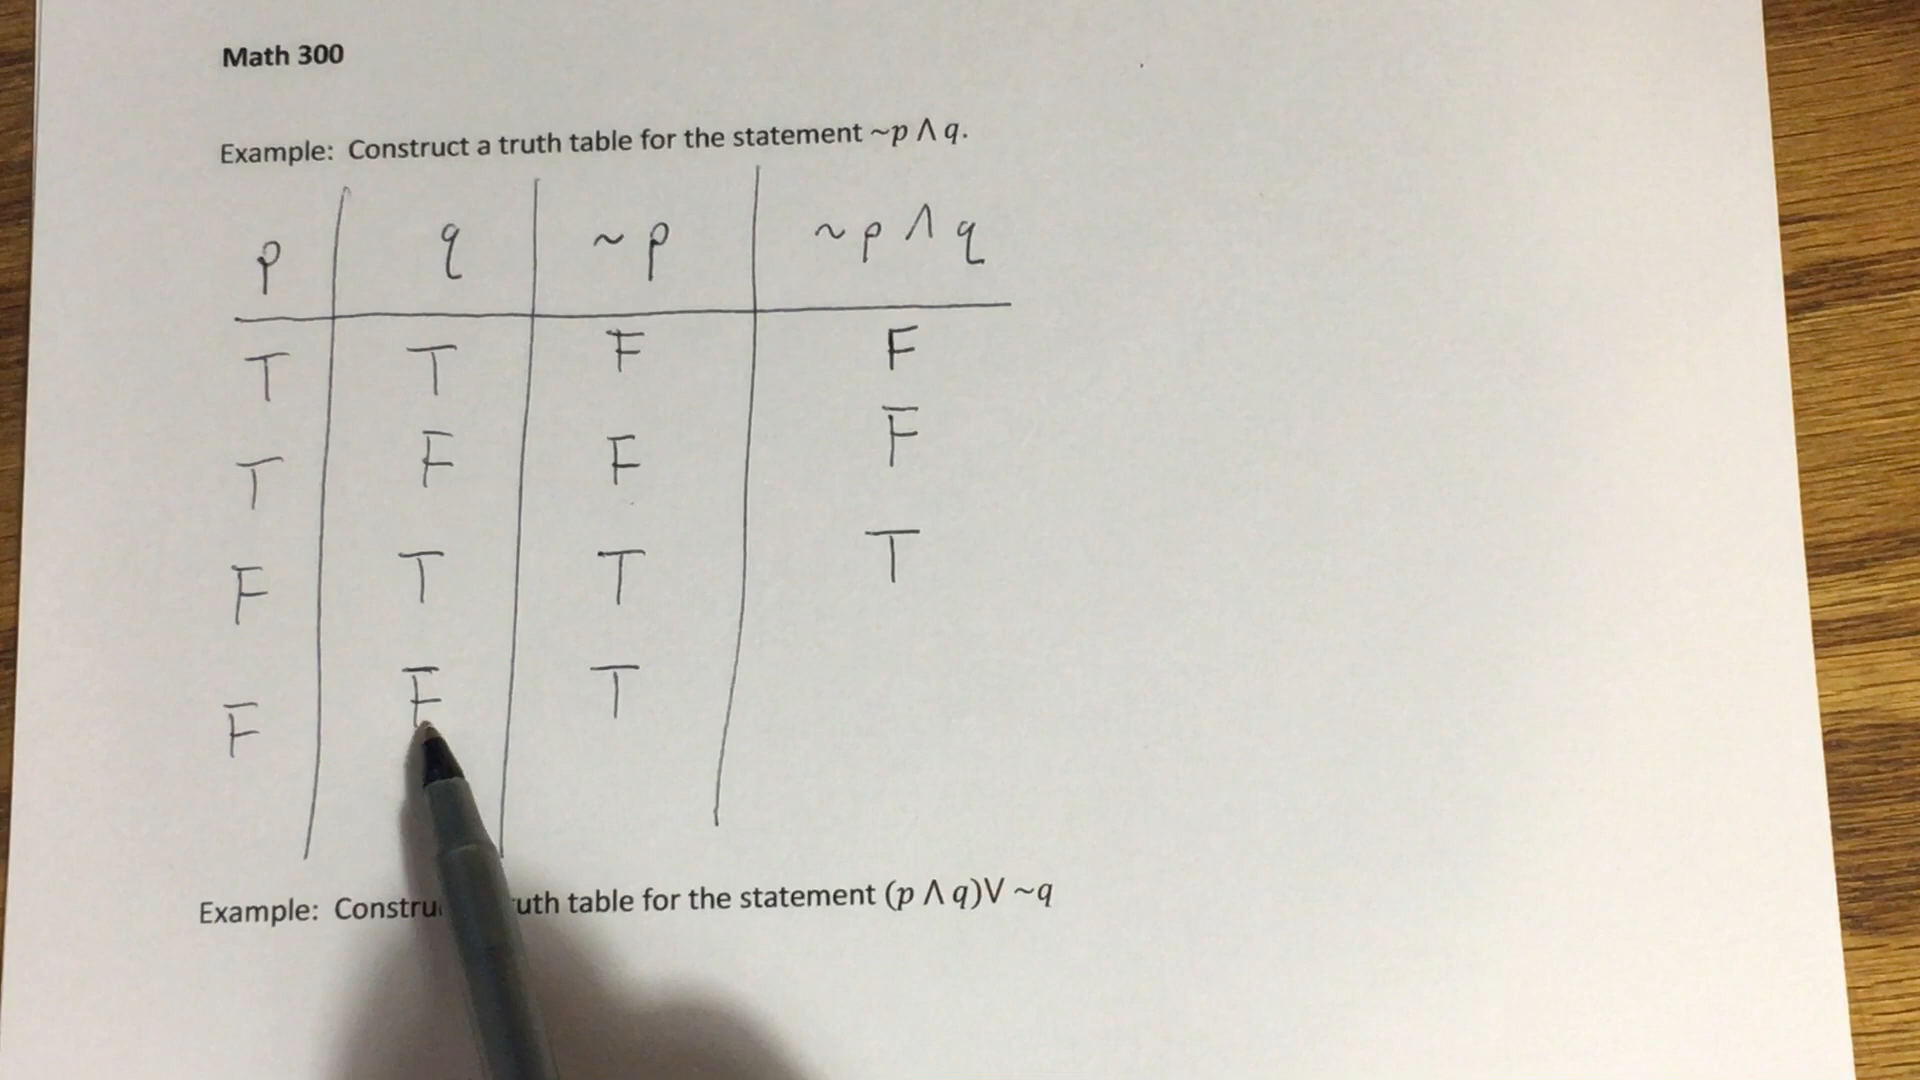 Math 300
Example: Construct a truth table for the statement ~p ∧ q.
p q ~p ~p ∧ q
T T F F
T F F F
F T T T
F F T
Example: Constru uth table for the statement (p ∧ q)V ~q